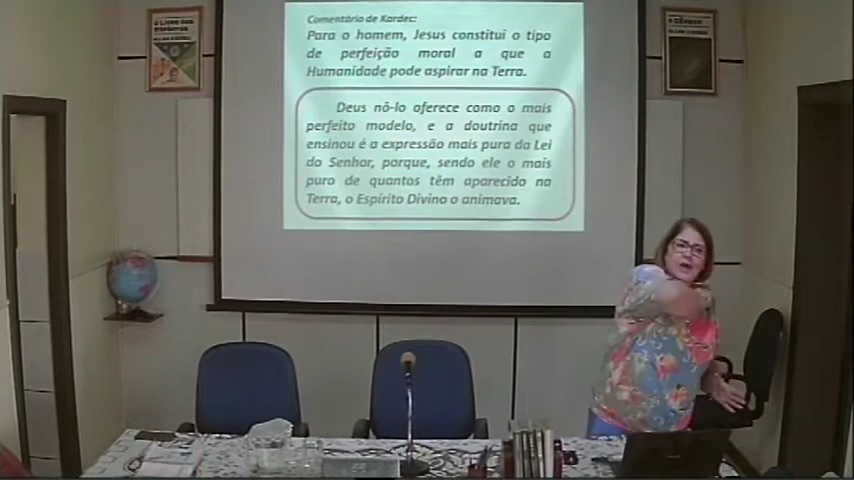 O LIVRO DOS
ESPÍRITOS
A GÊNESE
Comentário de Kardec:
Para o homem, Jesus constitui o tipo
de perfeição moral a que a
Humanidade pode aspirar na Terra.
Deus nô-lo oferece como o mais
perfeito modelo, e a doutrina que
ensinou é a expressão mais pura da Lei
do Senhor, porque, sendo ele o mais
puro de quantos têm aparecido na
Terra, o Espírito Divino o animava.